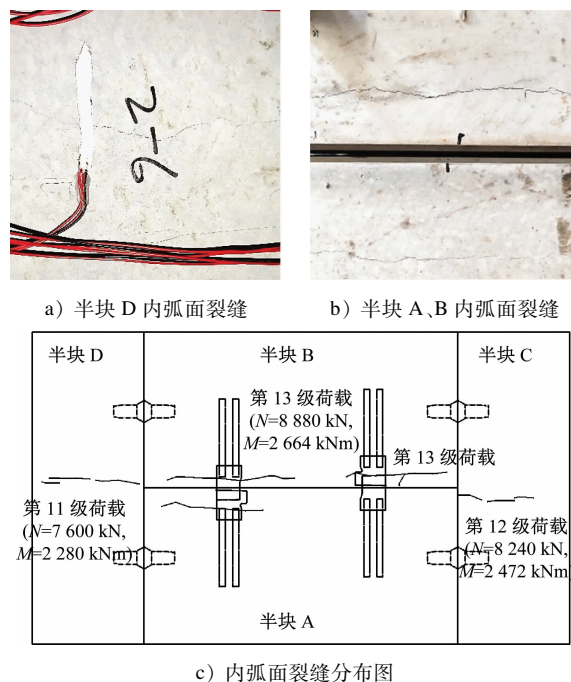 2-6
a）半块 D 内弧面裂缝
b）半块 A、B 内弧面裂缝
半块 D
半块 B
半块 C
第 13 级荷载
(N=8 880 kN,
M=2 664 kNm)
第 13 级荷载
第 11 级荷载
(N=7 600 kN,
M=2 280 kNm)
第 12 级荷载
(N=8 240 kN,
M=2 472 kNm)
半块 A
c）内弧面裂缝分布图